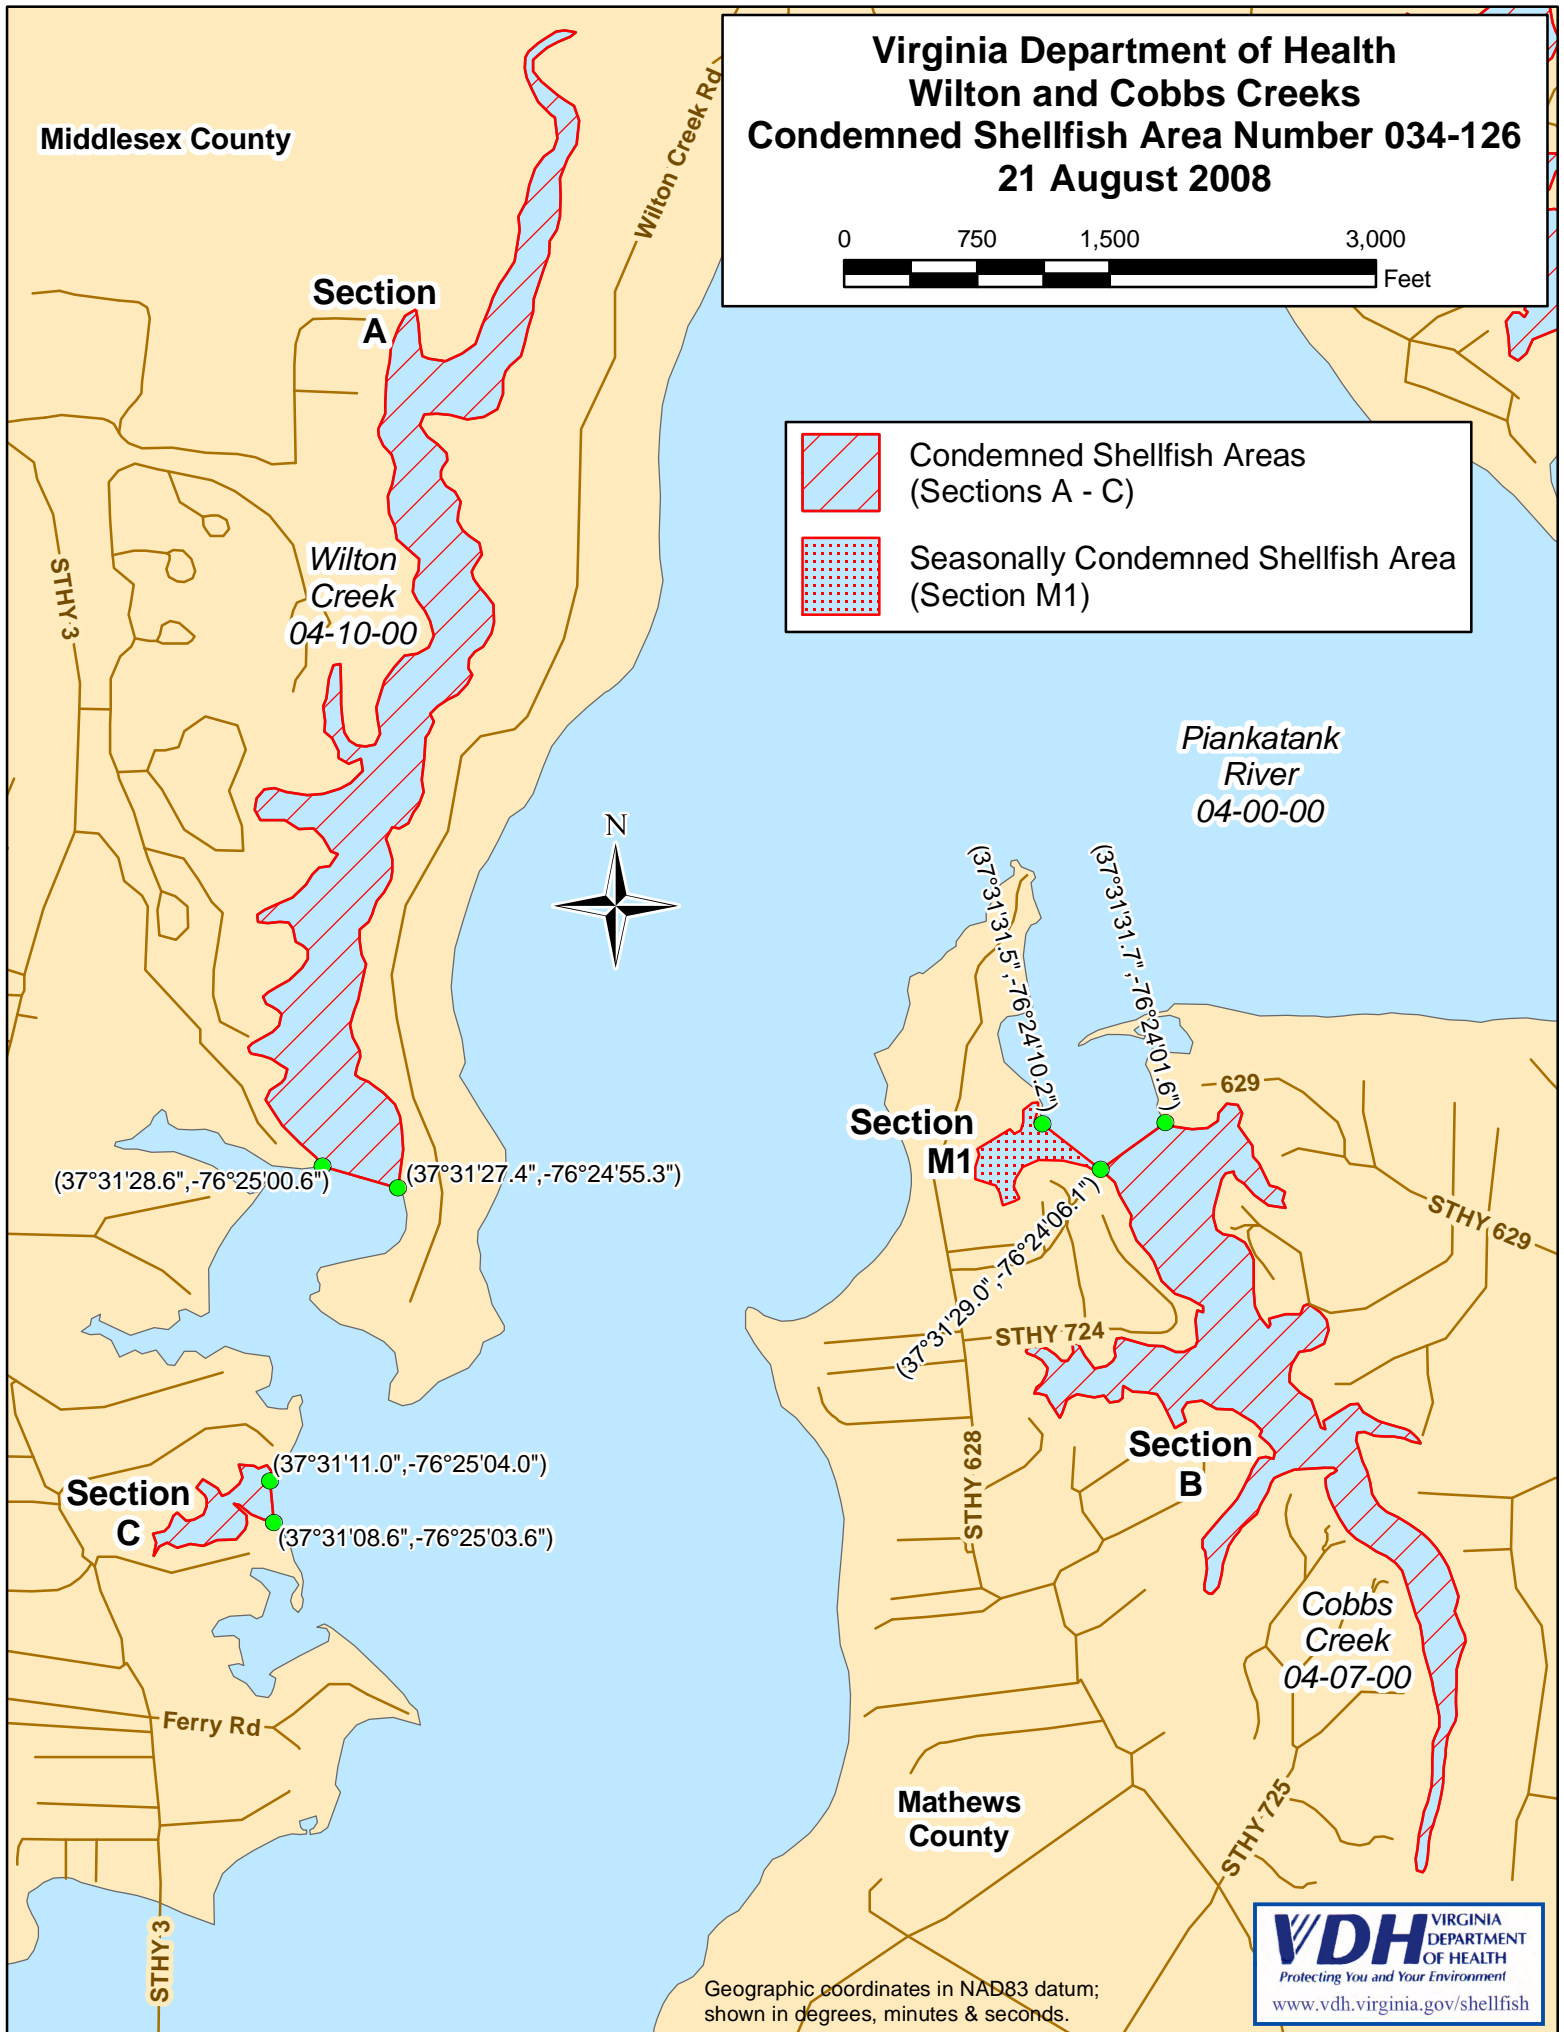 Virginia Department of Health
Wilton and Cobbs Creeks
Condemned Shellfish Area Number 034-126
21 August 2008
0 750 1,500 3,000
Feet
Middlesex County
Wilton Creek Rd
Section
A
Condemned Shellfish Areas
(Sections A - C)
Seasonally Condemned Shellfish Area
(Section M1)
STHY 3
Wilton
Creek
04-10-00
Piankatank
River
04-00-00
N
(37°31'31.5",-76°24'10.2")
(37°31'31.7",-76°24'01.6")
629
Section
M1
(37°31'28.6",-76°25'00.6")
(37°31'27.4",-76°24'55.3")
STHY 629
(37°31'29.0",-76°24'06.1")
STHY 724
Section
B
STHY 628
(37°31'11.0",-76°25'04.0")
Section
C
(37°31'08.6",-76°25'03.6")
Cobbs
Creek
04-07-00
Ferry Rd
Mathews
County
STHY 725
STHY 3
Geographic coordinates in NAD83 datum;
shown in degrees, minutes & seconds.
VDH VIRGINIA
DEPARTMENT
OF HEALTH
Protecting You and Your Environment
www.vdh.virginia.gov/shellfish